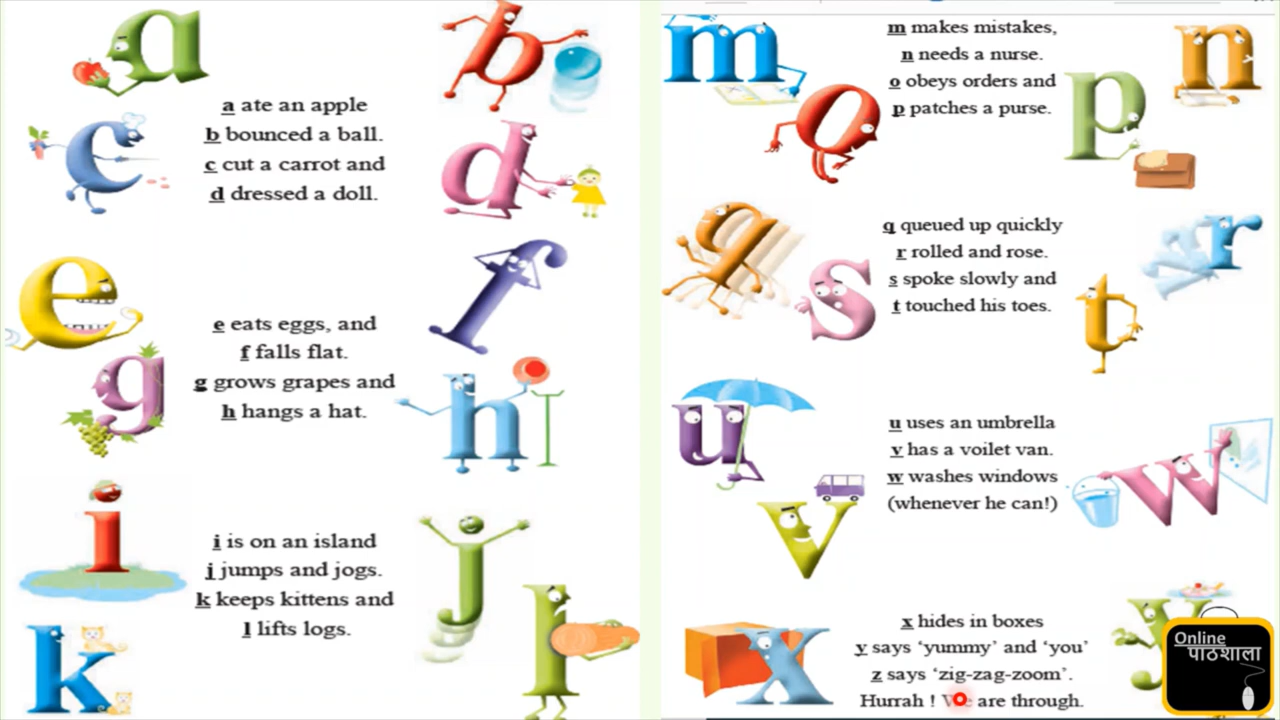 a ate an apple
b bounced a ball.
c cut a carrot and
d dressed a doll.
e eats eggs, and
f falls flat.
g grows grapes and
h hangs a hat.
i is on an island
j jumps and jogs.
k keeps kittens and
l lifts logs.
m makes mistakes,
n needs a nurse.
o obeys orders and
p patches a purse.
q queued up quickly
r rolled and rose.
s spoke slowly and
t touched his toes.
u uses an umbrella
v has a voilet van.
w washes windows
(whenever he can!)
x hides in boxes
y says ‘yummy’ and ‘you’
z says ‘zig-zag-zoom’.
Hurrah ! We are through.
Online
पाठशाला